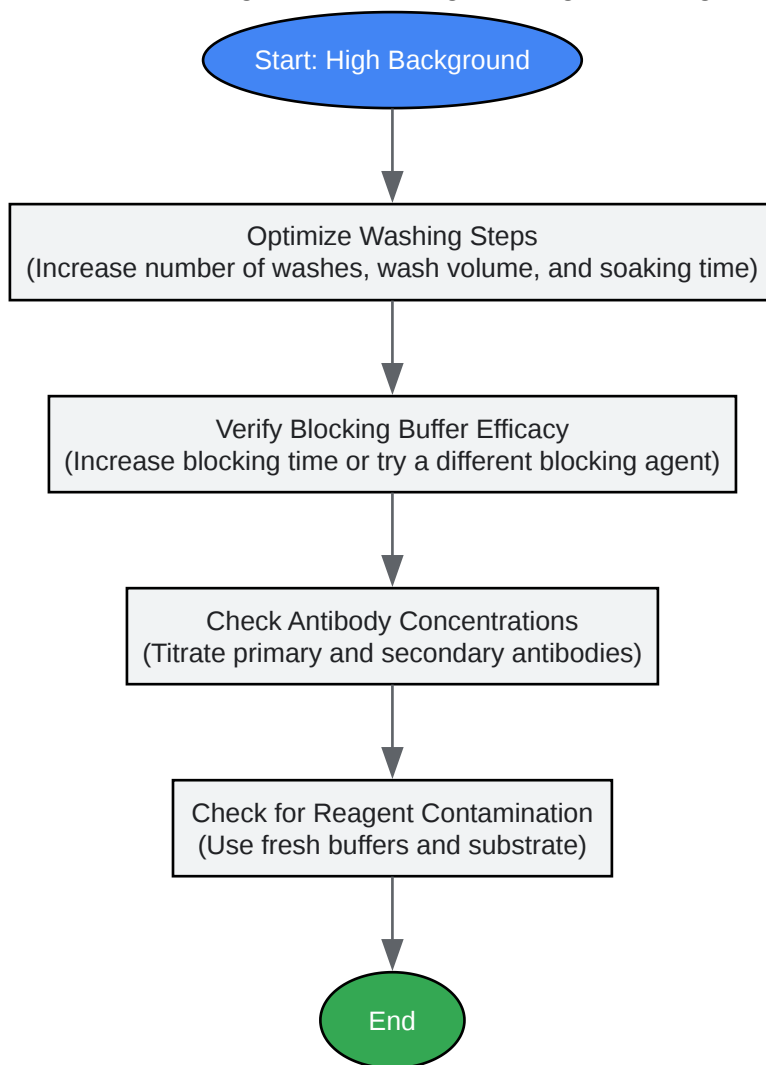 Start: High Background
Optimize Washing Steps
(Increase number of washes, wash volume, and soaking time)
Verify Blocking Buffer Efficacy
(Increase blocking time or try a different blocking agent)
Check Antibody Concentrations
(Titrate primary and secondary antibodies)
Check for Reagent Contamination
(Use fresh buffers and substrate)
End